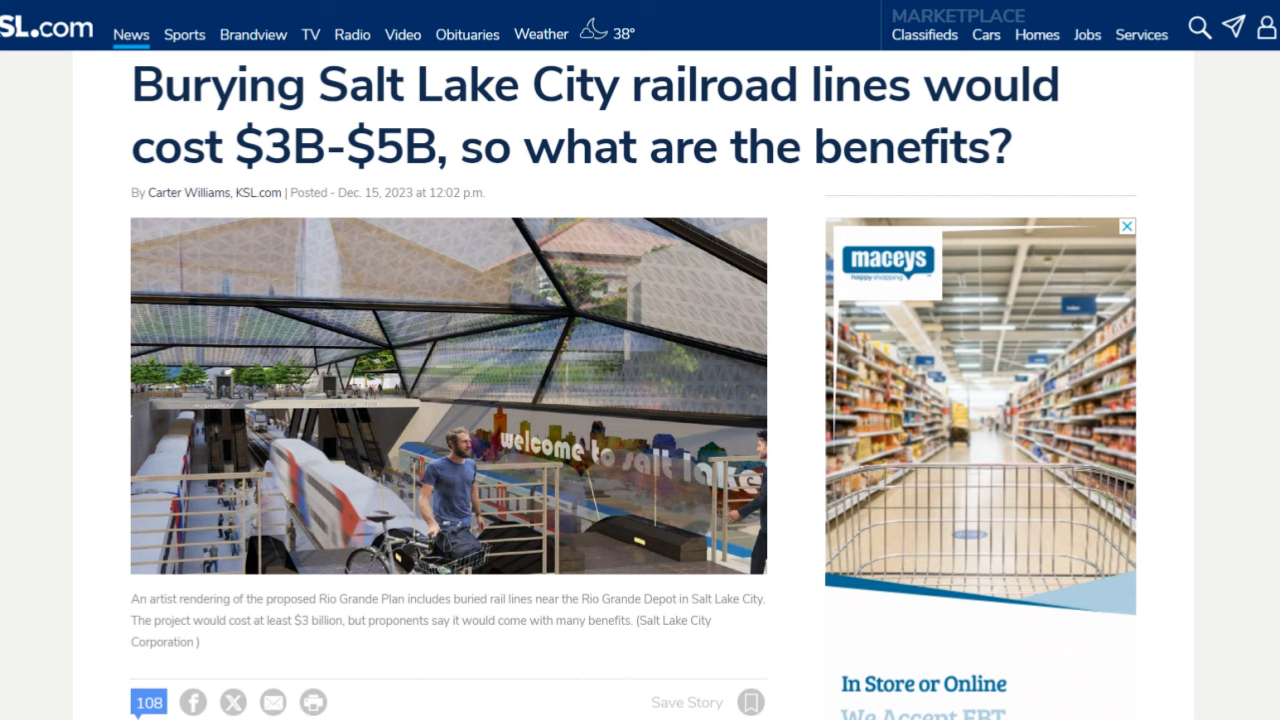 SL.com
News Sports Brandview TV Radio Video Obituaries Weather 38°
MARKETPLACE
Classifieds Cars Homes Jobs Services
Burying Salt Lake City railroad lines would
cost $3B-$5B, so what are the benefits?
By Carter Williams, KSL.com | Posted - Dec. 15, 2023 at 12:02 p.m.
welcome to salt lake
An artist rendering of the proposed Rio Grande Plan includes buried rail lines near the Rio Grande Depot in Salt Lake City.
The project would cost at least $3 billion, but proponents say it would come with many benefits. (Salt Lake City
Corporation )
108
Save Story
maceys
happy shopping
In Store or Online
We Accept EBT